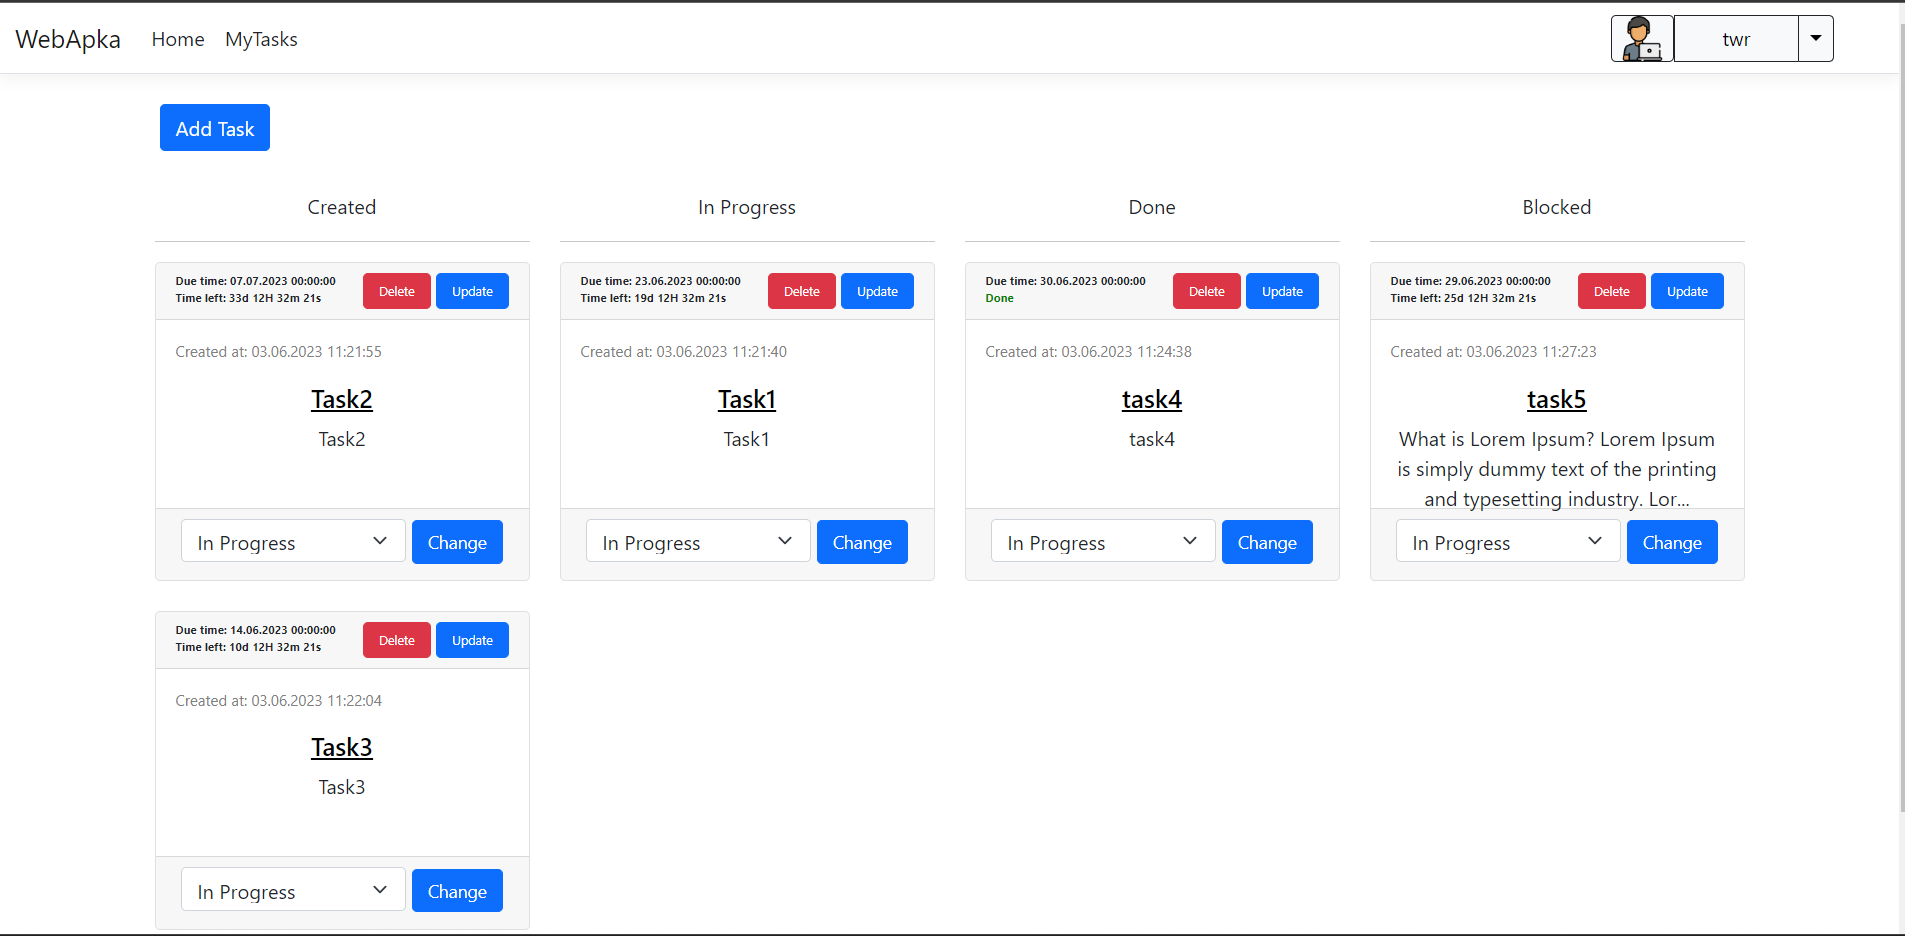 WebApka Home MyTasks twr
Add Task
Created
In Progress
Done
Blocked
Due time: 07.07.2023 00:00:00
Time left: 33d 12H 32m 21s
Delete Update
Created at: 03.06.2023 11:21:55
Task2
Task2
In Progress Change
Due time: 23.06.2023 00:00:00
Time left: 19d 12H 32m 21s
Delete Update
Created at: 03.06.2023 11:21:40
Task1
Task1
In Progress Change
Due time: 30.06.2023 00:00:00
Done
Delete Update
Created at: 03.06.2023 11:24:38
task4
task4
In Progress Change
Due time: 29.06.2023 00:00:00
Time left: 25d 12H 32m 21s
Delete Update
Created at: 03.06.2023 11:27:23
task5
What is Lorem Ipsum? Lorem Ipsum
is simply dummy text of the printing
and typesetting industry. Lor...
In Progress Change
Due time: 14.06.2023 00:00:00
Time left: 10d 12H 32m 21s
Delete Update
Created at: 03.06.2023 11:22:04
Task3
Task3
In Progress Change